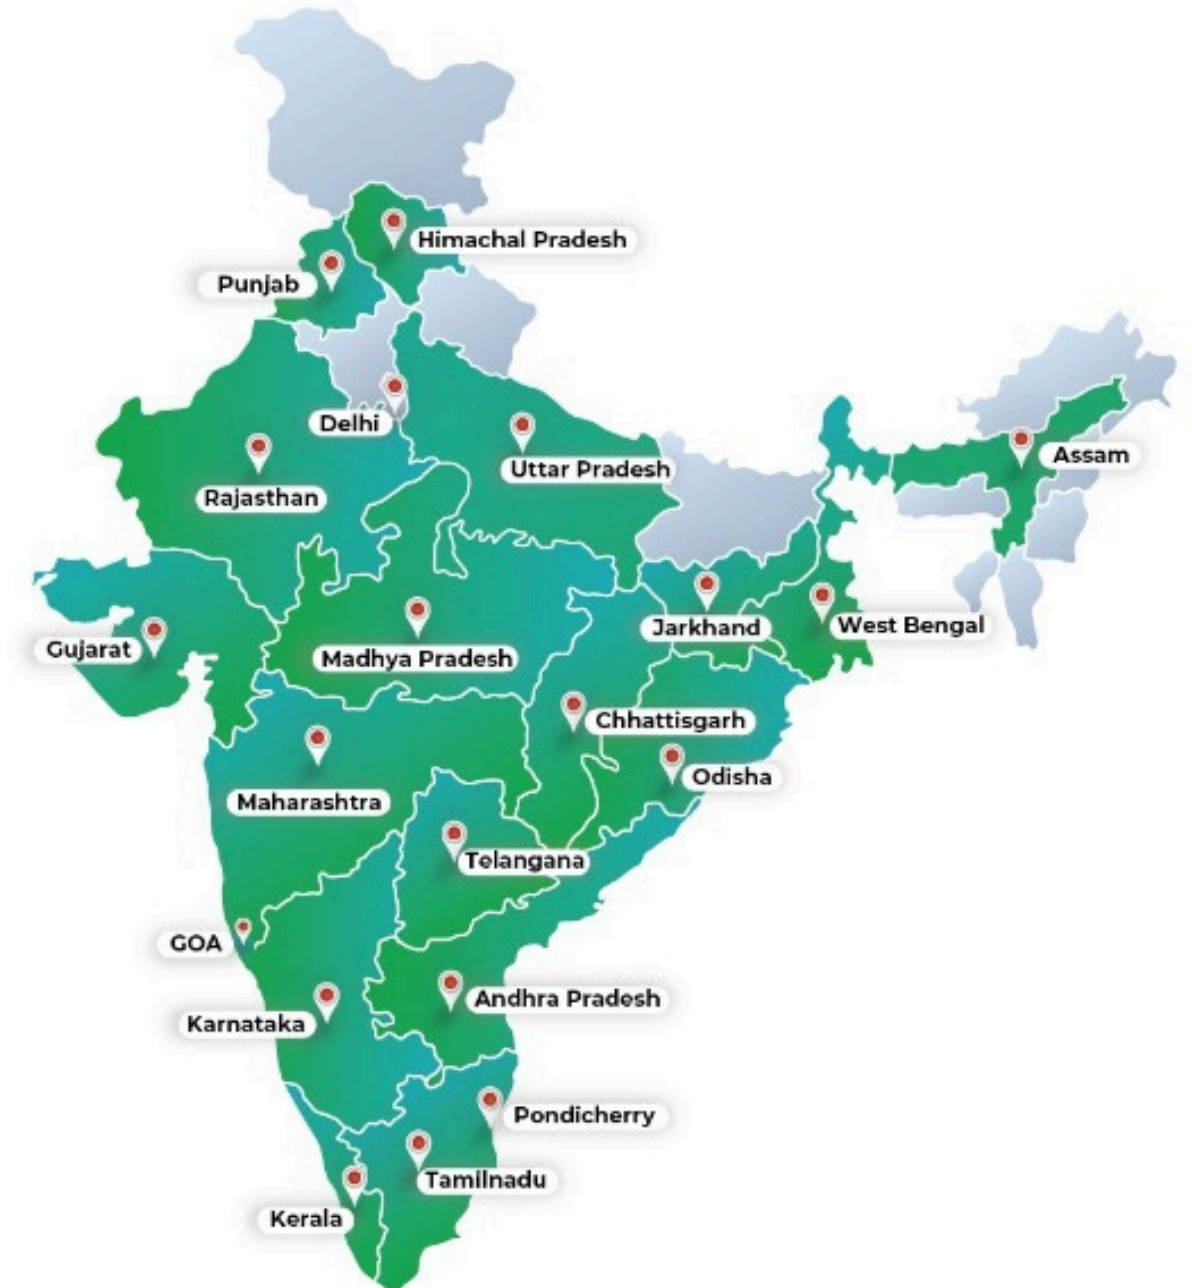 Himachal Pradesh
Punjab
Delhi
Uttar Pradesh
Assam
Rajasthan
Jarkhand
West Bengal
Gujarat
Madhya Pradesh
Chhattisgarh
Odisha
Maharashtra
Telangana
GOA
Andhra Pradesh
Karnataka
Pondicherry
Tamilnadu
Kerala